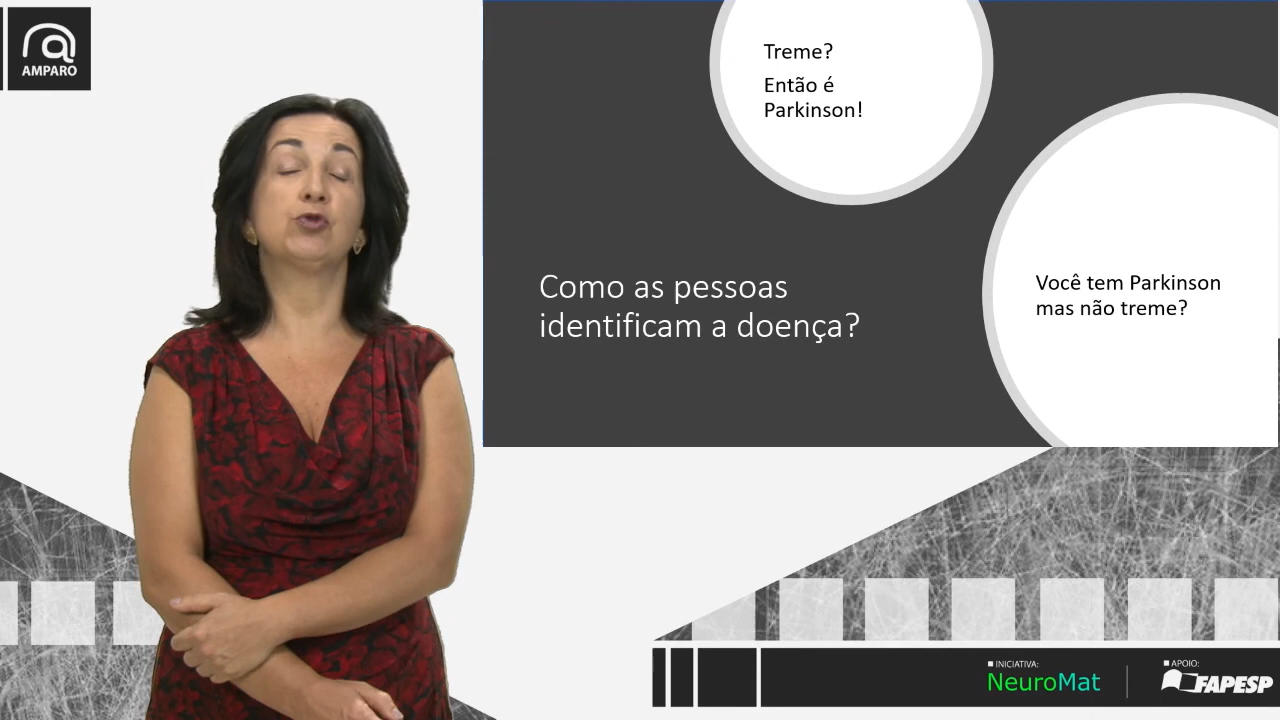 AMPARO
Treme?
Então é
Parkinson!
Como as pessoas
identificam a doença?
Você tem Parkinson
mas não treme?
INICIATIVA:
NeuroMat
APOIO:
FAPESP